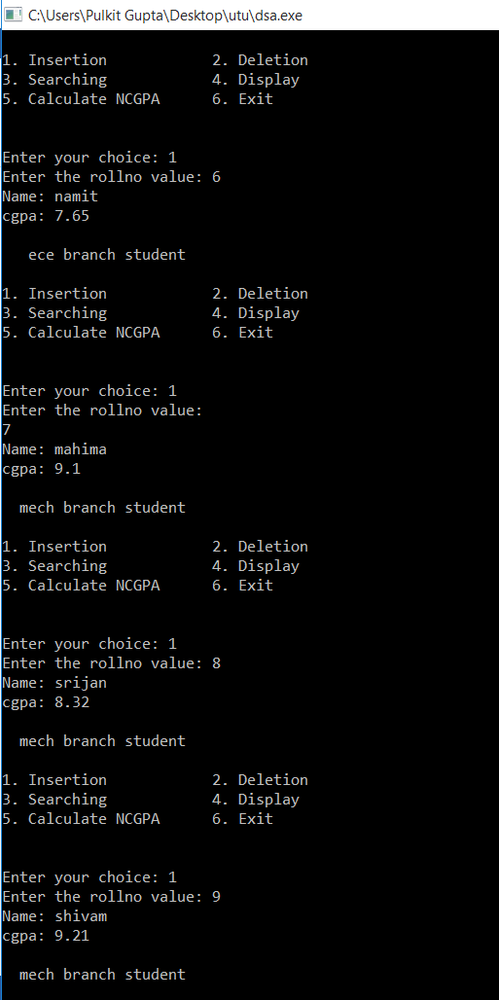 C:\Users\Pulkit Gupta\Desktop\utu\dsa.exe
1. Insertion            2. Deletion
3. Searching            4. Display
5. Calculate NCGPA      6. Exit
Enter your choice: 1
Enter the rollno value: 6
Name: namit
cgpa: 7.65
   ece branch student
1. Insertion            2. Deletion
3. Searching            4. Display
5. Calculate NCGPA      6. Exit
Enter your choice: 1
Enter the rollno value:
7
Name: mahima
cgpa: 9.1
  mech branch student
1. Insertion            2. Deletion
3. Searching            4. Display
5. Calculate NCGPA      6. Exit
Enter your choice: 1
Enter the rollno value: 8
Name: srijan
cgpa: 8.32
  mech branch student
1. Insertion            2. Deletion
3. Searching            4. Display
5. Calculate NCGPA      6. Exit
Enter your choice: 1
Enter the rollno value: 9
Name: shivam
cgpa: 9.21
  mech branch student